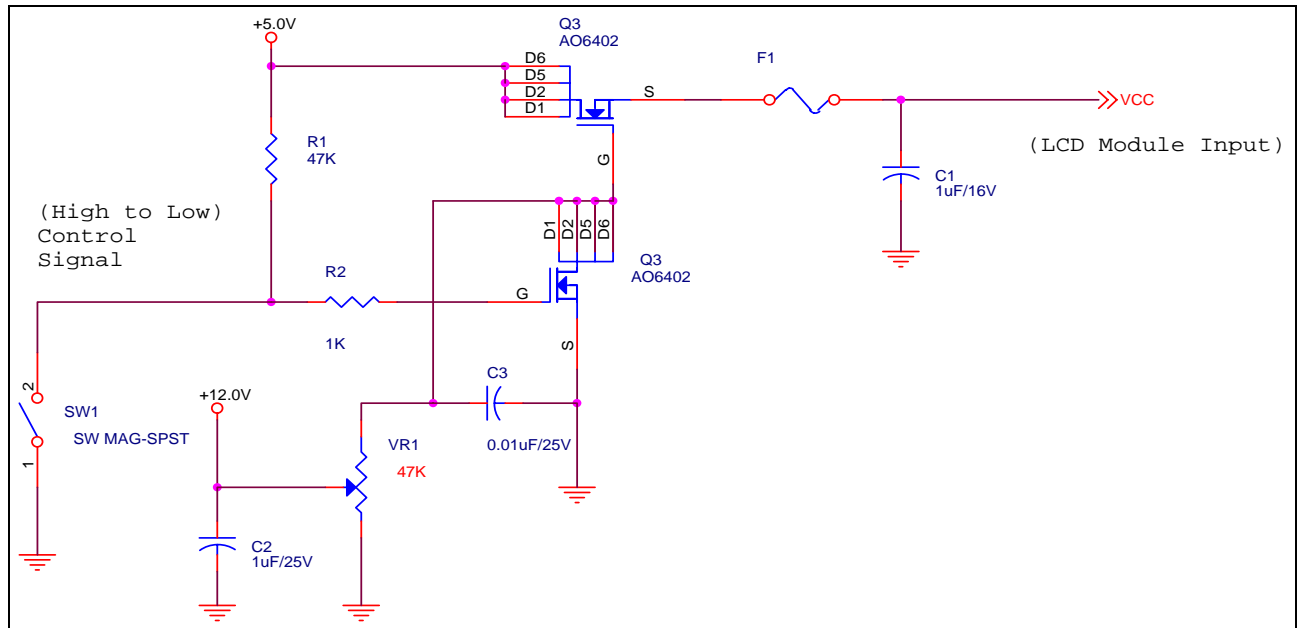 +5.0V
Q3
AO6402
D6
D5
D2
D1
S
G
F1
VCC
(LCD Module Input)
R1
47K
C1
1uF/16V
(High to Low)
Control
Signal
D1
D2
D5
D6
Q3
AO6402
R2
1K
G
S
2
SW1
SW MAG-SPST
1
+12.0V
C3
0.01uF/25V
VR1
47K
C2
1uF/25V